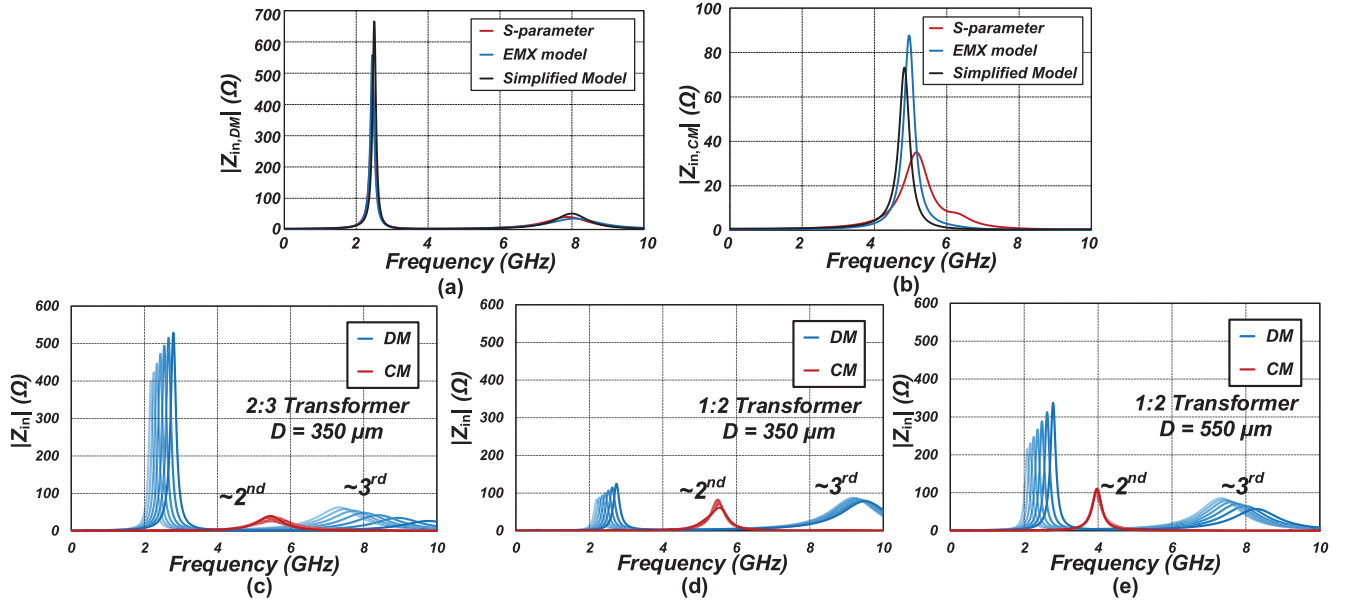 700
600
500
400
300
200
100
0
|Z_in,DM| (Ω)
S-parameter
EMX model
Simplified Model
0 2 4 6 8 10
Frequency (GHz)
(a)
100
80
60
40
20
0
|Z_in,CM| (Ω)
S-parameter
EMX model
Simplified Model
0 2 4 6 8 10
Frequency (GHz)
(b)
600
500
400
300
200
100
0
|Z_in| (Ω)
DM
CM
2:3 Transformer
D = 350 µm
~2nd
~3rd
0 2 4 6 8 10
Frequency (GHz)
(c)
600
500
400
300
200
100
0
|Z_in| (Ω)
DM
CM
1:2 Transformer
D = 350 µm
~2nd
~3rd
0 2 4 6 8 10
Frequency (GHz)
(d)
600
500
400
300
200
100
0
|Z_in| (Ω)
DM
CM
1:2 Transformer
D = 550 µm
~2nd
~3rd
0 2 4 6 8 10
Frequency (GHz)
(e)